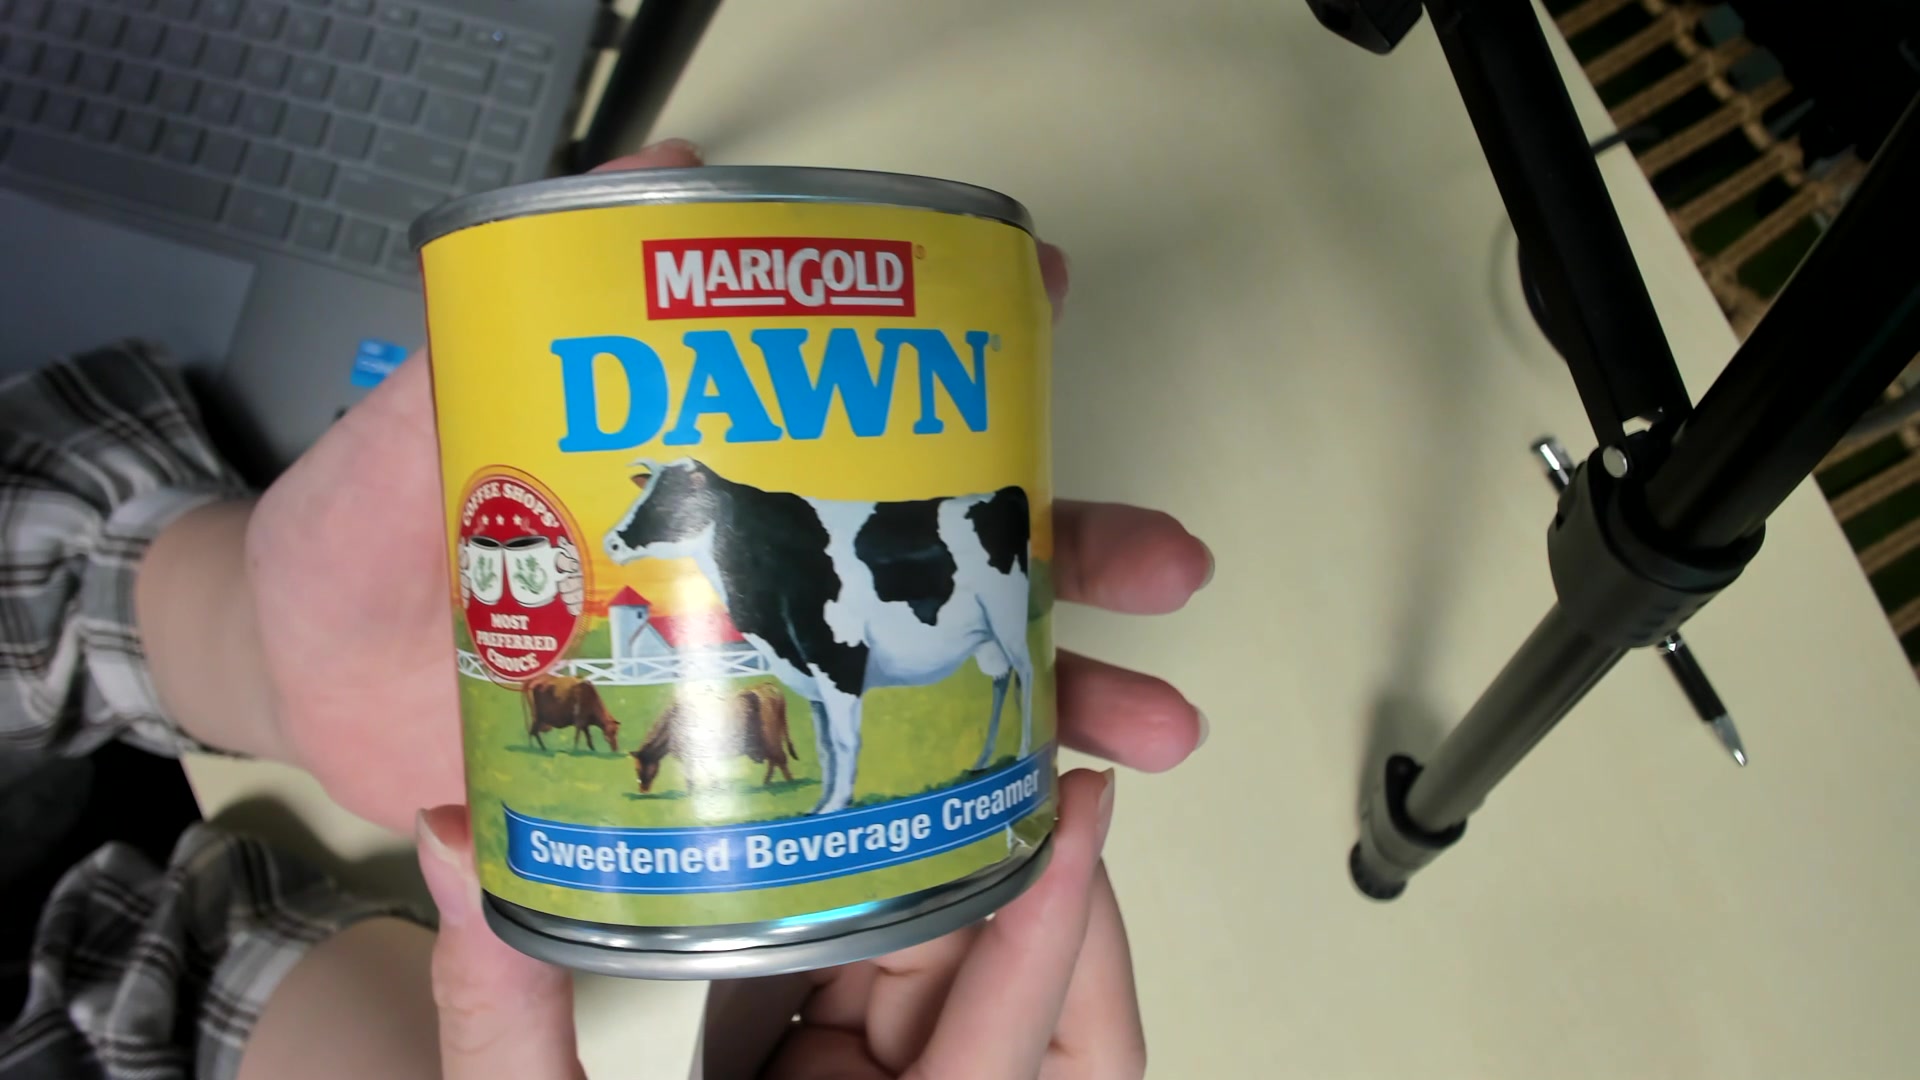 MARIGOLD
DAWN
COFFEE SHOPS'
MOST
PREFERRED
CHOICE
Sweetened Beverage Creamer